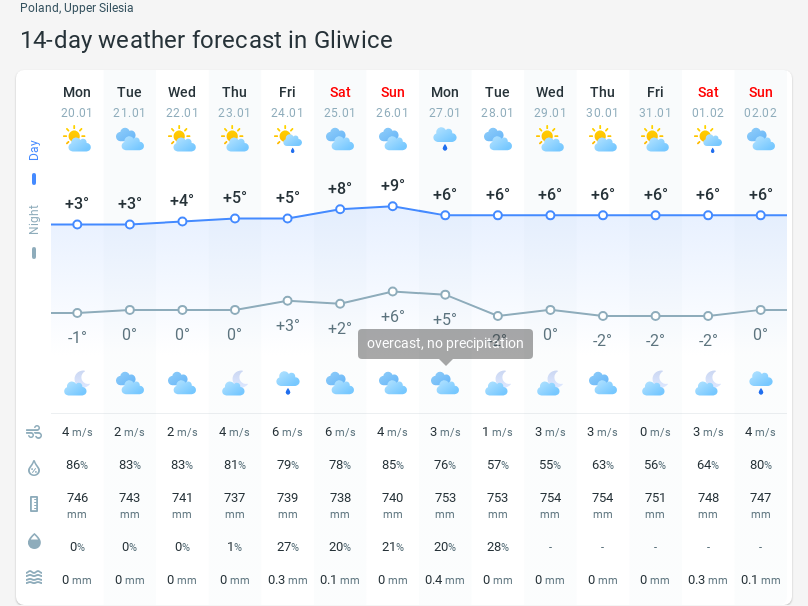 Poland, Upper Silesia
14-day weather forecast in Gliwice
Mon Tue Wed Thu Fri Sat Sun Mon Tue Wed Thu Fri Sat Sun
20.01 21.01 22.01 23.01 24.01 25.01 26.01 27.01 28.01 29.01 30.01 31.01 01.02 02.02
Day
+3° +3° +4° +5° +5° +8° +9° +6° +6° +6° +6° +6° +6° +6°
Night
-1° 0° 0° 0° +3° +2° +6° +5° -2° 0° -2° -2° -2° 0°
overcast, no precipitation
4 m/s 2 m/s 2 m/s 4 m/s 6 m/s 6 m/s 4 m/s 3 m/s 1 m/s 3 m/s 3 m/s 0 m/s 3 m/s 4 m/s
86% 83% 83% 81% 79% 78% 85% 76% 57% 55% 63% 56% 64% 80%
746 743 741 737 739 738 740 753 753 754 754 751 748 747
mm mm mm mm mm mm mm mm mm mm mm mm mm mm
0% 0% 0% 1% 27% 20% 21% 20% 28% - - - - -
0 mm 0 mm 0 mm 0 mm 0.3 mm 0.1 mm 0 mm 0.4 mm 0 mm 0 mm 0 mm 0 mm 0.3 mm 0.1 mm